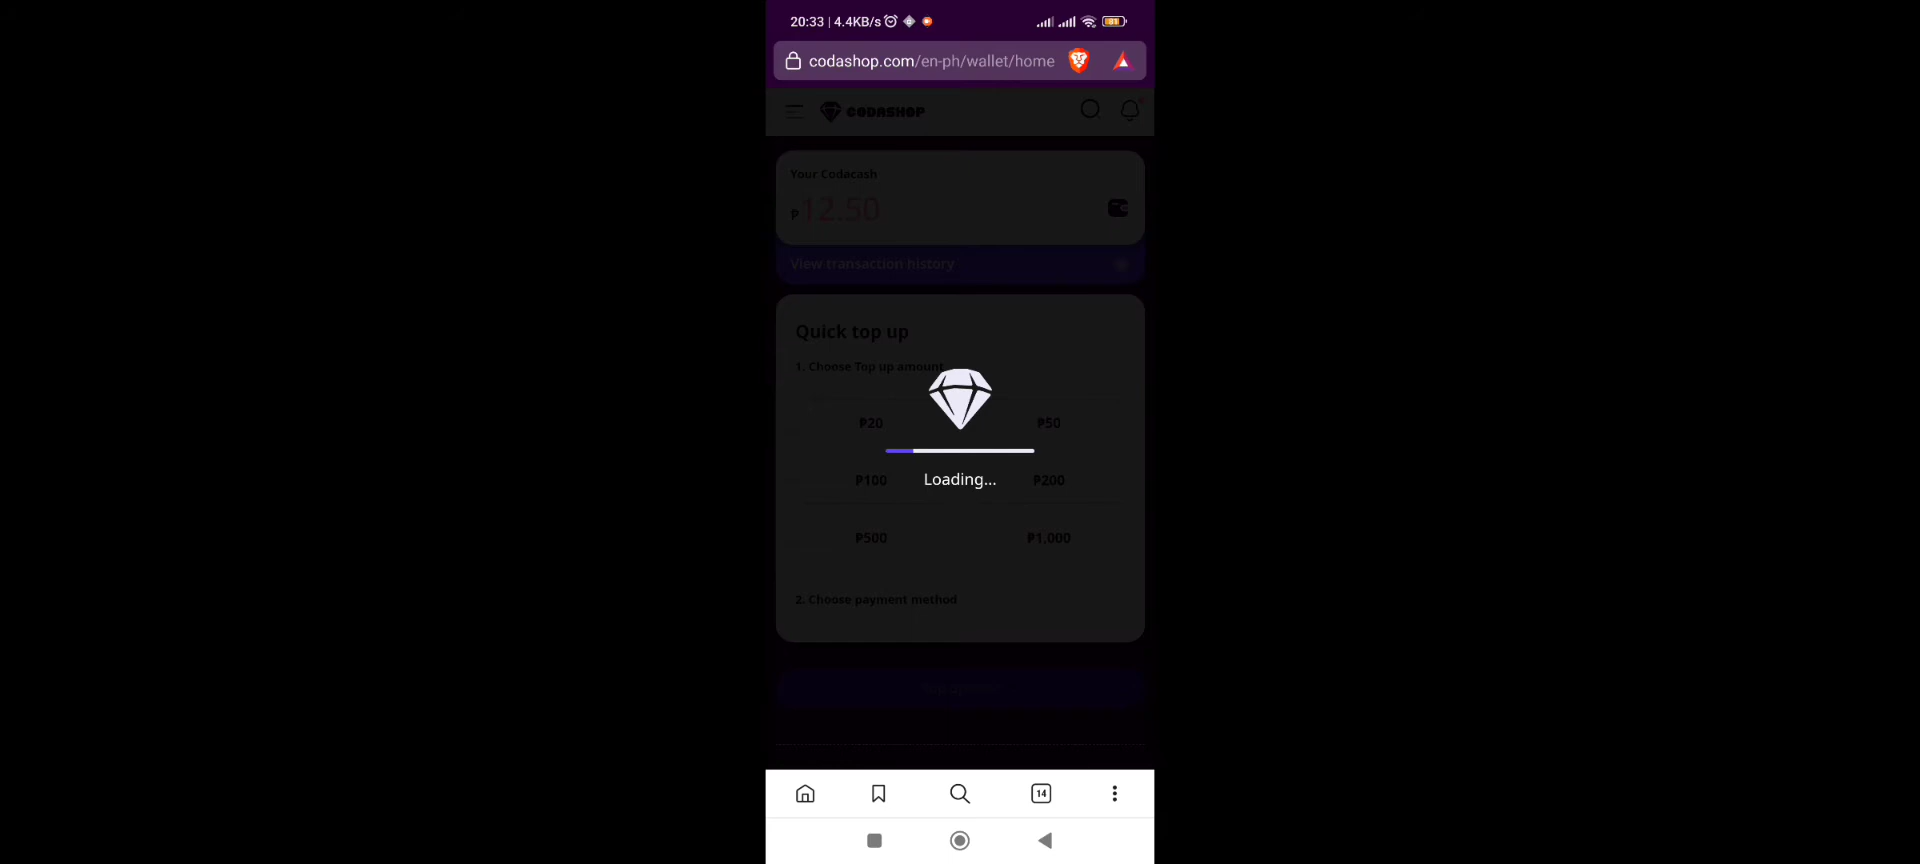 20:33 | 4.4KB/s
81
codashop.com/en-ph/wallet/home
CODASHOP
Your Codacash
₱12.50
View transaction history
Quick top up
1. Choose Top up amount
₱20 ₱50
Loading...
₱100 ₱200
₱500 ₱1,000
2. Choose payment method
14